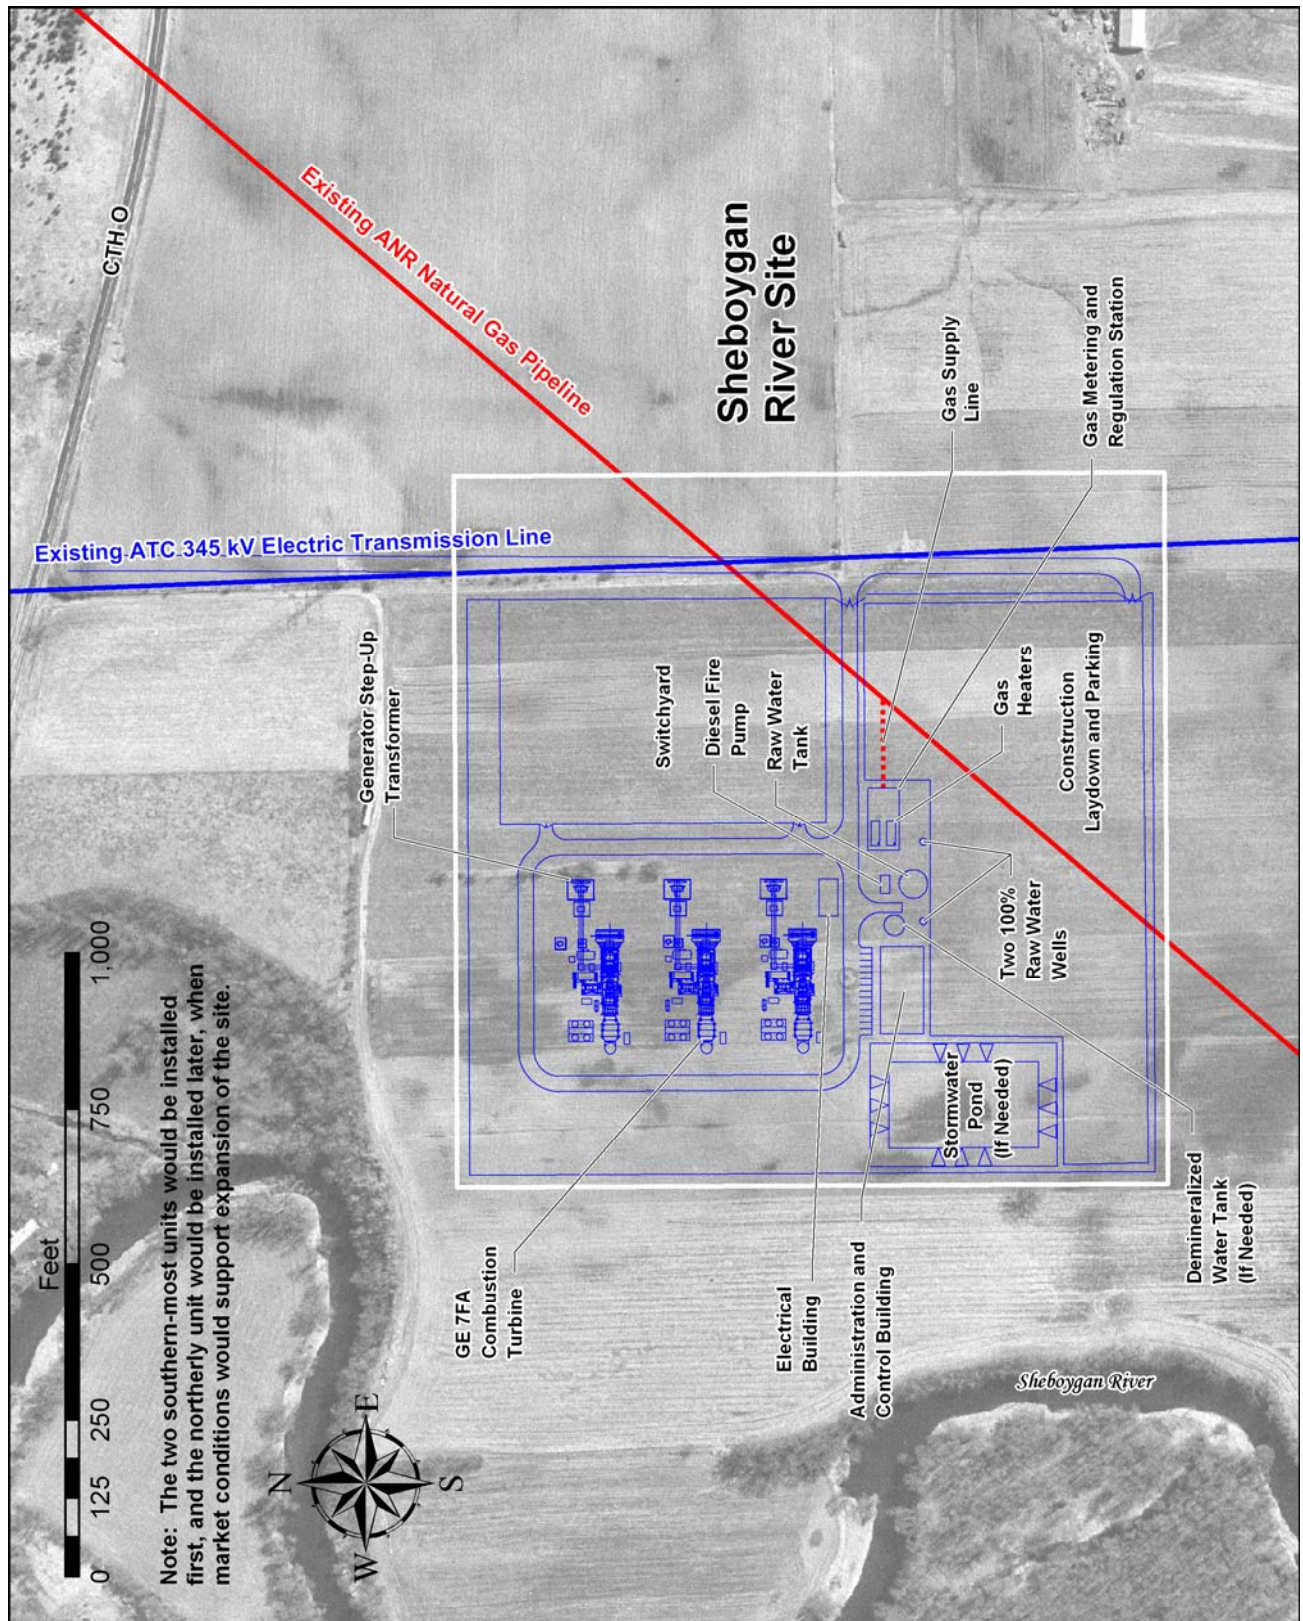 Feet
0
125
250
500
750
1,000
Note: The two southern-most units would be installed
first, and the northerly unit would be installed later, when
market conditions would support expansion of the site.
N
E
S
W
CTH O
Existing ATC 345 kV Electric Transmission Line
Existing ANR Natural Gas Pipeline
Generator Step-Up
Transformer
GE 7FA
Combustion
Turbine
Switchyard
Diesel Fire
Pump
Raw Water
Tank
Sheboygan
River Site
Electrical
Building
Administration and
Control Building
Gas Supply
Line
Gas Metering and
Regulation Station
Gas
Heaters
Construction
Laydown and Parking
Two 100%
Raw Water
Wells
Stormwater
Pond
(If Needed)
Sheboygan River
Demineralized
Water Tank
(If Needed)